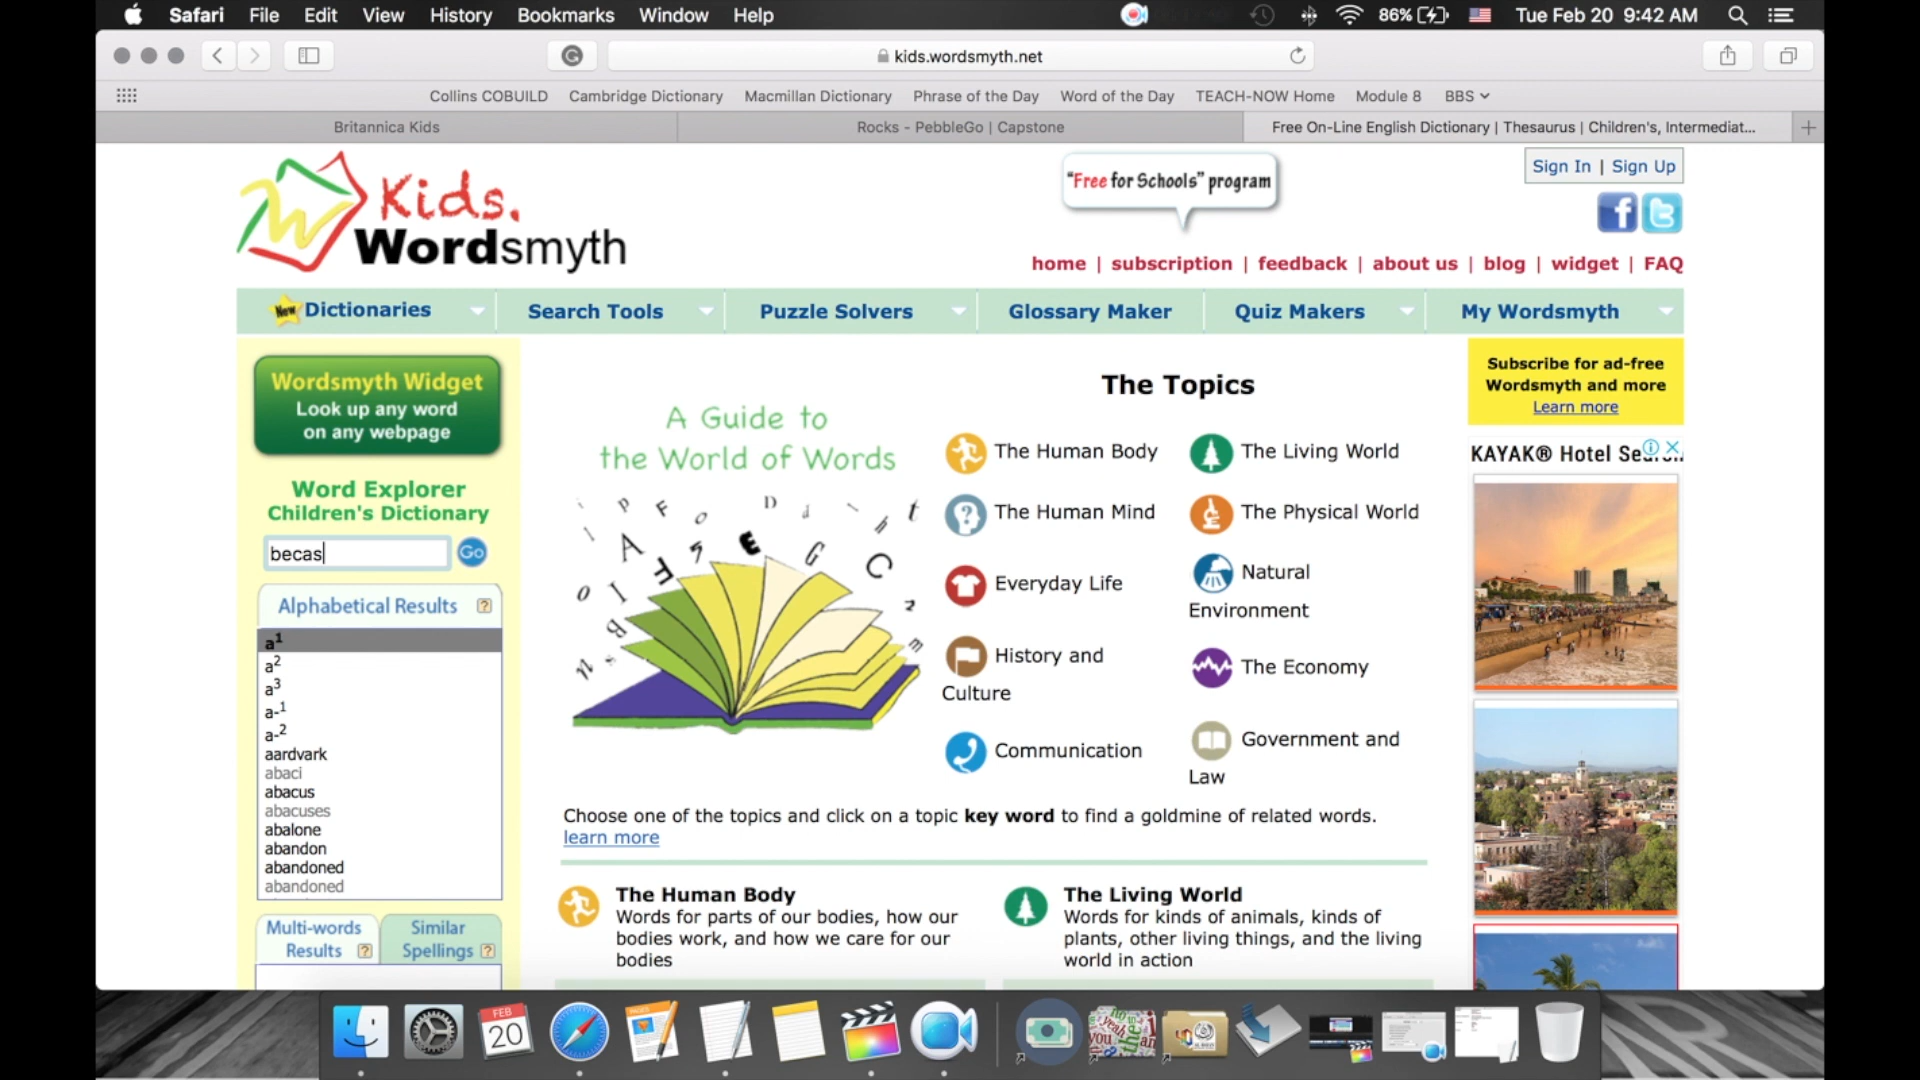 Safari File Edit View History Bookmarks Window Help 86% Tue Feb 20 9:42 AM
kids.wordsmyth.net
Collins COBUILD Cambridge Dictionary Macmillan Dictionary Phrase of the Day Word of the Day TEACH-NOW Home Module 8 BBS
Britannica Kids Rocks - PebbleGo | Capstone Free On-Line English Dictionary | Thesaurus | Children's, Intermediat...
Kids.
Wordsmyth
"Free for Schools" program
Sign In | Sign Up
home | subscription | feedback | about us | blog | widget | FAQ
New Dictionaries Search Tools Puzzle Solvers Glossary Maker Quiz Makers My Wordsmyth
Wordsmyth Widget
Look up any word
on any webpage
Word Explorer
Children's Dictionary
becas Go
Alphabetical Results ?
a1
a2
a3
a-1
a-2
aardvark
abaci
abacus
abacuses
abalone
abandon
abandoned
abandoned
Multi-words
Results ?
Similar
Spellings ?
A Guide to
the World of Words
The Topics
The Human Body The Living World
The Human Mind The Physical World
Everyday Life Natural
Environment
History and
Culture
The Economy
Communication Government and
Law
Choose one of the topics and click on a topic key word to find a goldmine of related words.
learn more
The Human Body
Words for parts of our bodies, how our
bodies work, and how we care for our
bodies
The Living World
Words for kinds of animals, kinds of
plants, other living things, and the living
world in action
Subscribe for ad-free
Wordsmyth and more
Learn more
KAYAK® Hotel
FEB
20
PAGES